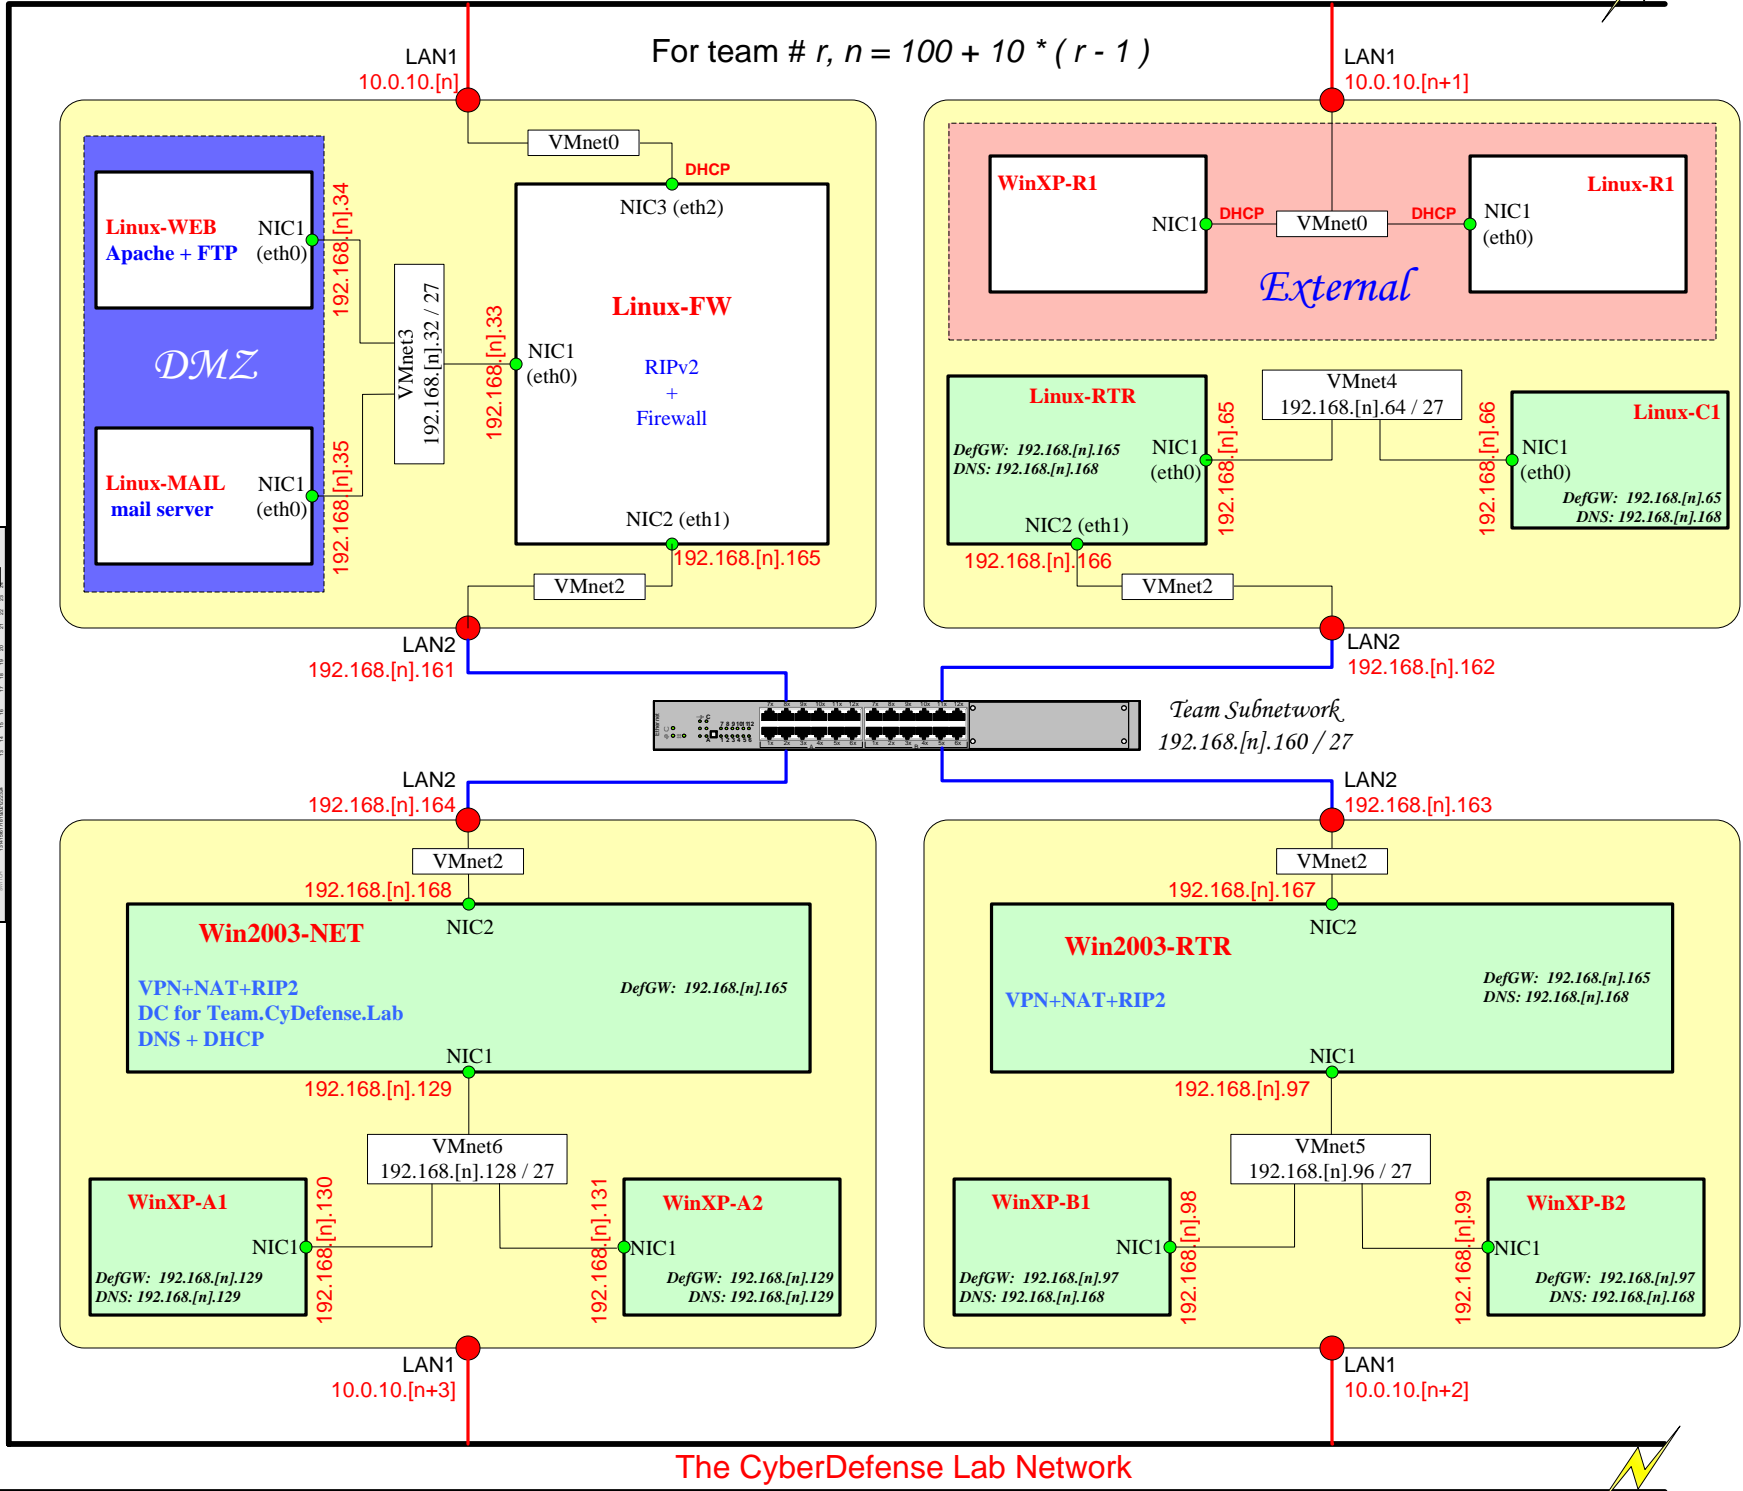 For team # r, n = 100 + 10 * ( r - 1 )
LAN1
10.0.10.[n]
VMnet0
DHCP
NIC3 (eth2)
Linux-FW
RIPv2
+
Firewall
NIC1
(eth0)
NIC2 (eth1)
192.168.[n].33
192.168.[n].165
VMnet2
Linux-WEB
Apache + FTP
NIC1
(eth0)
192.168.[n].34
DMZ
VMnet3
192.168.[n].32 / 27
Linux-MAIL
mail server
NIC1
(eth0)
192.168.[n].35
LAN2
192.168.[n].161
LAN1
10.0.10.[n+1]
WinXP-R1
NIC1
DHCP
VMnet0
DHCP
Linux-R1
NIC1
(eth0)
External
Linux-RTR
DefGW: 192.168.[n].165
DNS: 192.168.[n].168
NIC1
(eth0)
192.168.[n].65
NIC2 (eth1)
192.168.[n].166
VMnet2
VMnet4
192.168.[n].64 / 27
192.168.[n].66
Linux-C1
NIC1
(eth0)
DefGW: 192.168.[n].65
DNS: 192.168.[n].168
LAN2
192.168.[n].162
Team Subnetwork
192.168.[n].160 / 27
LAN2
192.168.[n].164
VMnet2
192.168.[n].168
NIC2
Win2003-NET
VPN+NAT+RIP2
DC for Team.CyDefense.Lab
DNS + DHCP
DefGW: 192.168.[n].165
NIC1
192.168.[n].129
VMnet6
192.168.[n].128 / 27
WinXP-A1
NIC1
192.168.[n].130
DefGW: 192.168.[n].129
DNS: 192.168.[n].129
WinXP-A2
192.168.[n].131
NIC1
DefGW: 192.168.[n].129
DNS: 192.168.[n].129
LAN1
10.0.10.[n+3]
LAN2
192.168.[n].163
VMnet2
192.168.[n].167
NIC2
Win2003-RTR
VPN+NAT+RIP2
DefGW: 192.168.[n].165
DNS: 192.168.[n].168
NIC1
192.168.[n].97
VMnet5
192.168.[n].96 / 27
WinXP-B1
NIC1
192.168.[n].98
DefGW: 192.168.[n].97
DNS: 192.168.[n].168
WinXP-B2
192.168.[n].99
NIC1
DefGW: 192.168.[n].97
DNS: 192.168.[n].168
LAN1
10.0.10.[n+2]
The CyberDefense Lab Network